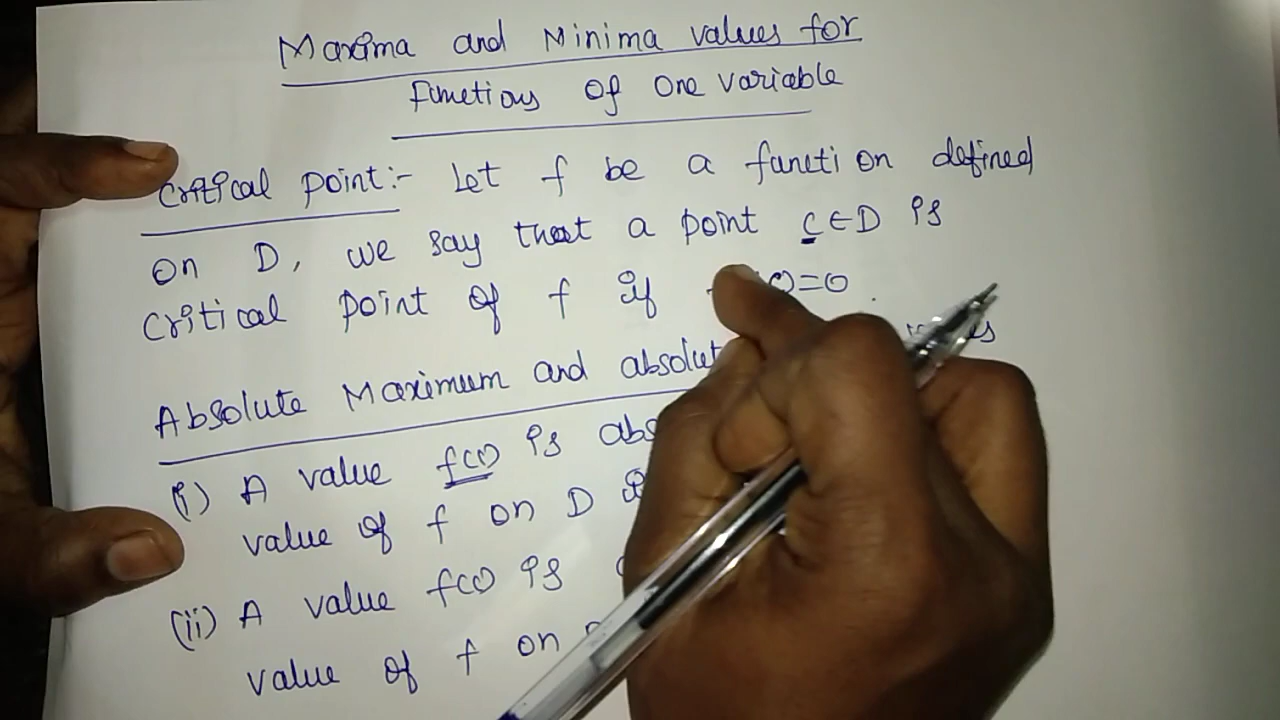 Maxima and Minima values for
Functions of one variable
Critical point:- Let f be a function defined
on D, we say that a point c∈D is
critical point of f if =0
Absolute Maximum and
(i) A value f(c) is
value of f on D
(ii) A value f(c) is
value of f on